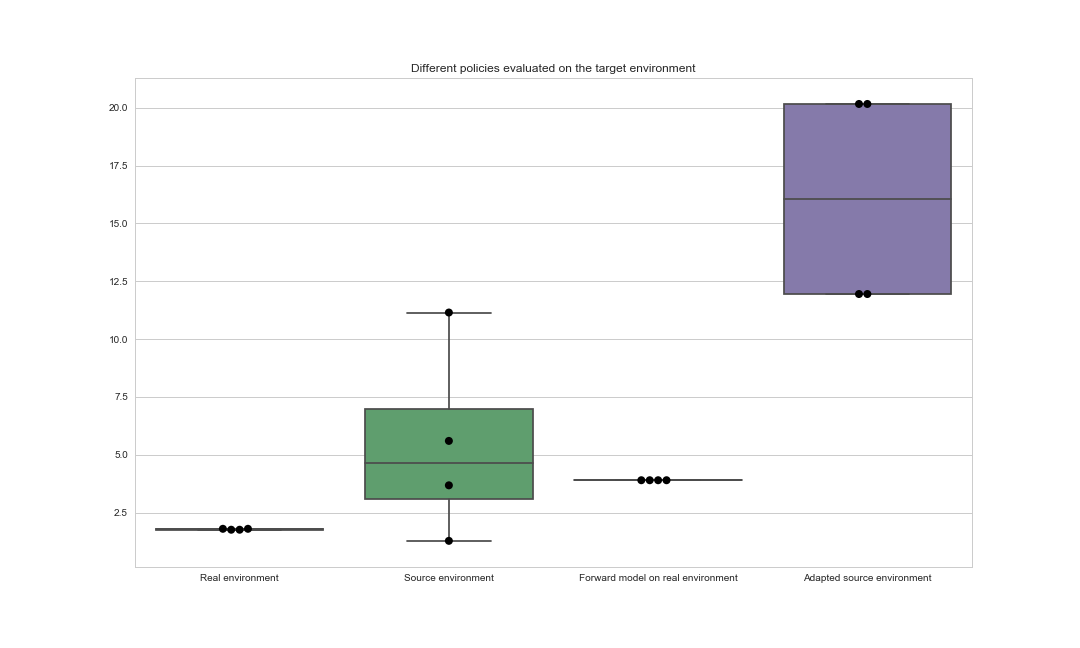 Different policies evaluated on the target environment
20.0
17.5
15.0
12.5
10.0
7.5
5.0
2.5
Real environment
Source environment
Forward model on real environment
Adapted source environment